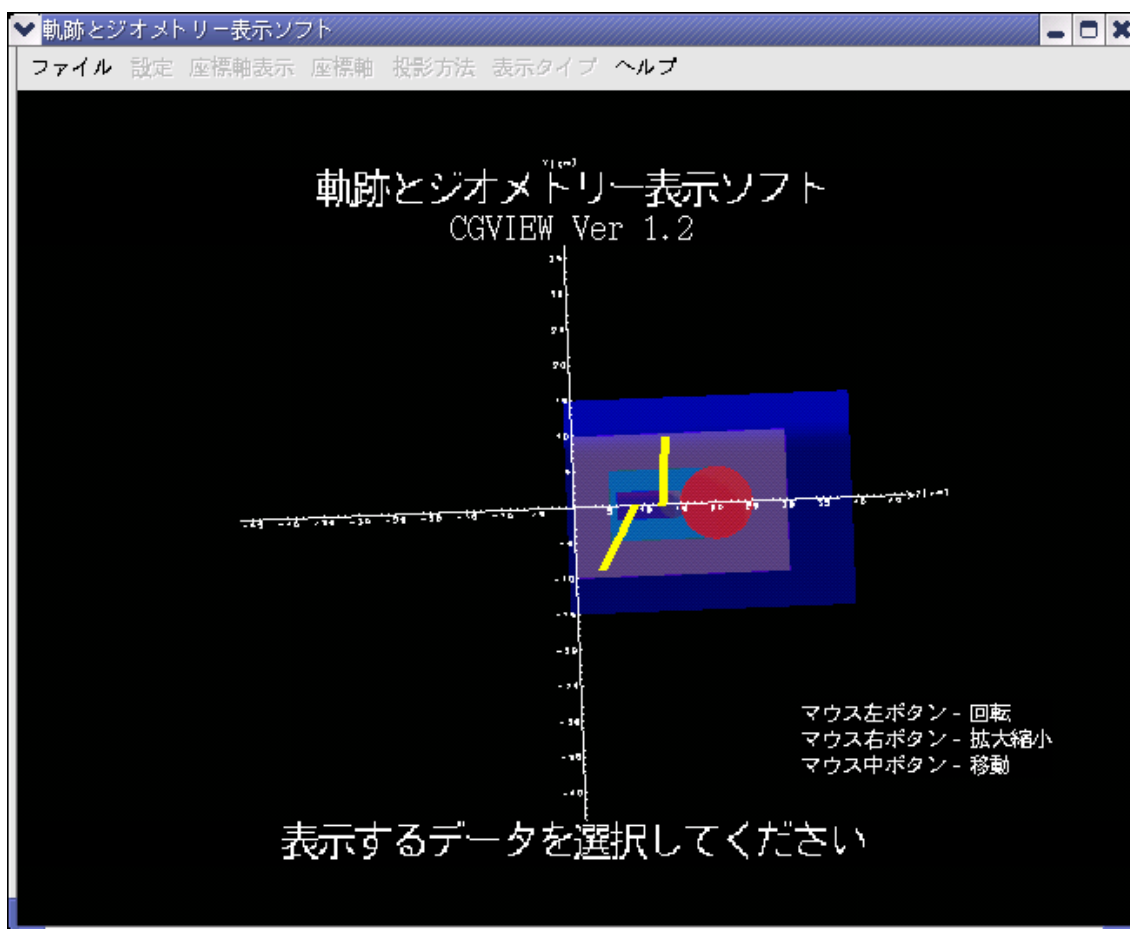 軌跡とジオメトリー表示ソフト
ファイル 設定 座標軸表示 座標軸 投影方法 表示タイプ ヘルプ
軌跡とジオメトリー表示ソフト
CGVIEW Ver 1.2
マウス左ボタン - 回転
マウス右ボタン - 拡大縮小
マウス中ボタン - 移動
表示するデータを選択してください